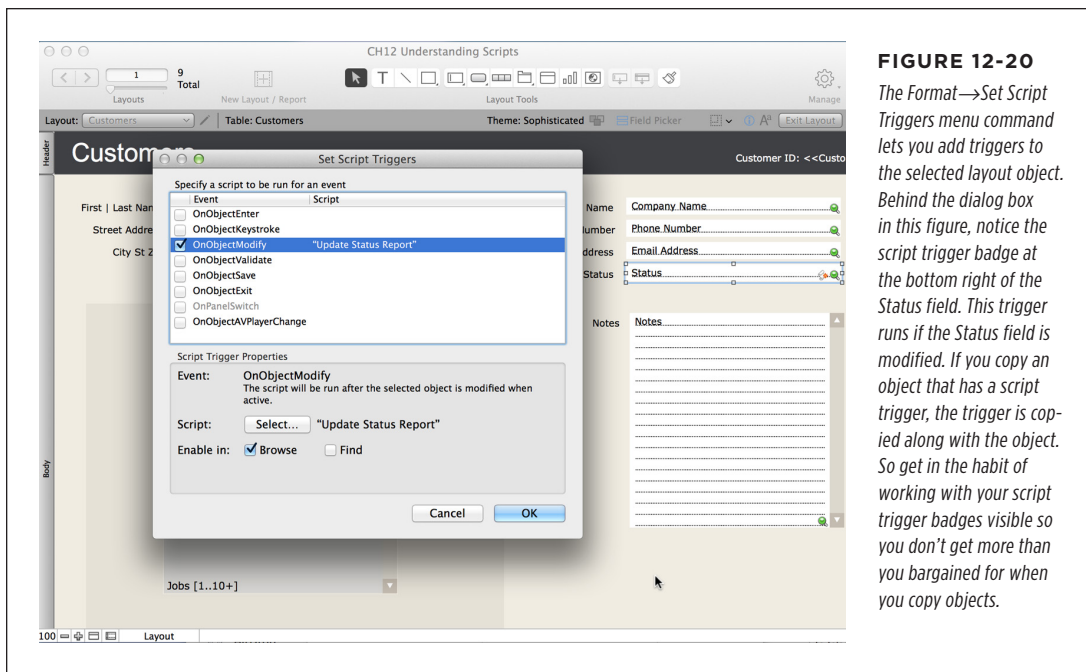 CH12 Understanding Scripts
1
9
Total
Layouts
New Layout / Report
T
Layout Tools
Manage
Layout: Customers
Table: Customers
Theme: Sophisticated
Field Picker
Exit Layout
Header
Customer ID: <<Custo
Set Script Triggers
Specify a script to be run for an event
Event Script
OnObjectEnter
OnObjectKeystroke
OnObjectModify "Update Status Report"
OnObjectValidate
OnObjectSave
OnObjectExit
OnPanelSwitch
OnObjectAVPlayerChange
Script Trigger Properties
Event: OnObjectModify
The script will be run after the selected object is modified when
active.
Script: Select... "Update Status Report"
Enable in: Browse Find
Cancel OK
First | Last Nan
Street Addre
City St Z
Name Company Name
Phone Number
Email Address
Status Status
Notes Notes
Body
Jobs [1..10+]
100 Layout
FIGURE 12-20
The Format→Set Script
Triggers menu command
lets you add triggers to
the selected layout object.
Behind the dialog box
in this figure, notice the
script trigger badge at
the bottom right of the
Status field. This trigger
runs if the Status field is
modified. If you copy an
object that has a script
trigger, the trigger is cop-
ied along with the object.
So get in the habit of
working with your script
trigger badges visible so
you don't get more than
you bargained for when
you copy objects.